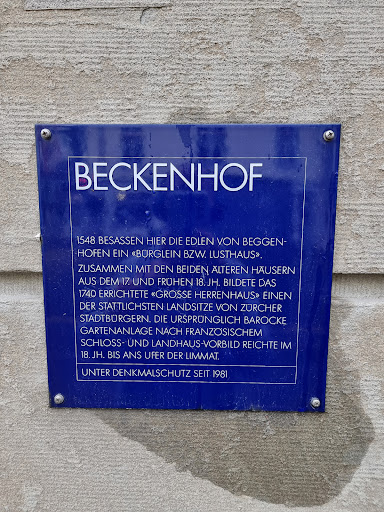 BECKENHOF
1548 BESASSEN HIER DIE EDLEN VON BEGGEN-
HOFEN EIN «BÜRGLEIN BZW. LUSTHAUS».
ZUSAMMEN MIT DEN BEIDEN ÄLTEREN HÄUSERN
AUS DEM 17. UND FRÜHEN 18. JH. BILDETE DAS
1740 ERRICHTETE «GROSSE HERRENHAUS» EINEN
DER STATTLICHSTEN LANDSITZE VON ZÜRCHER
STADTBÜRGERN. DIE URSPRÜNGLICH BAROCKE
GARTENANLAGE NACH FRANZÖSISCHEM
SCHLOSS- UND LANDHAUS-VORBILD REICHTE IM
18. JH. BIS ANS UFER DER LIMMAT.
UNTER DENKMALSCHUTZ SEIT 1981